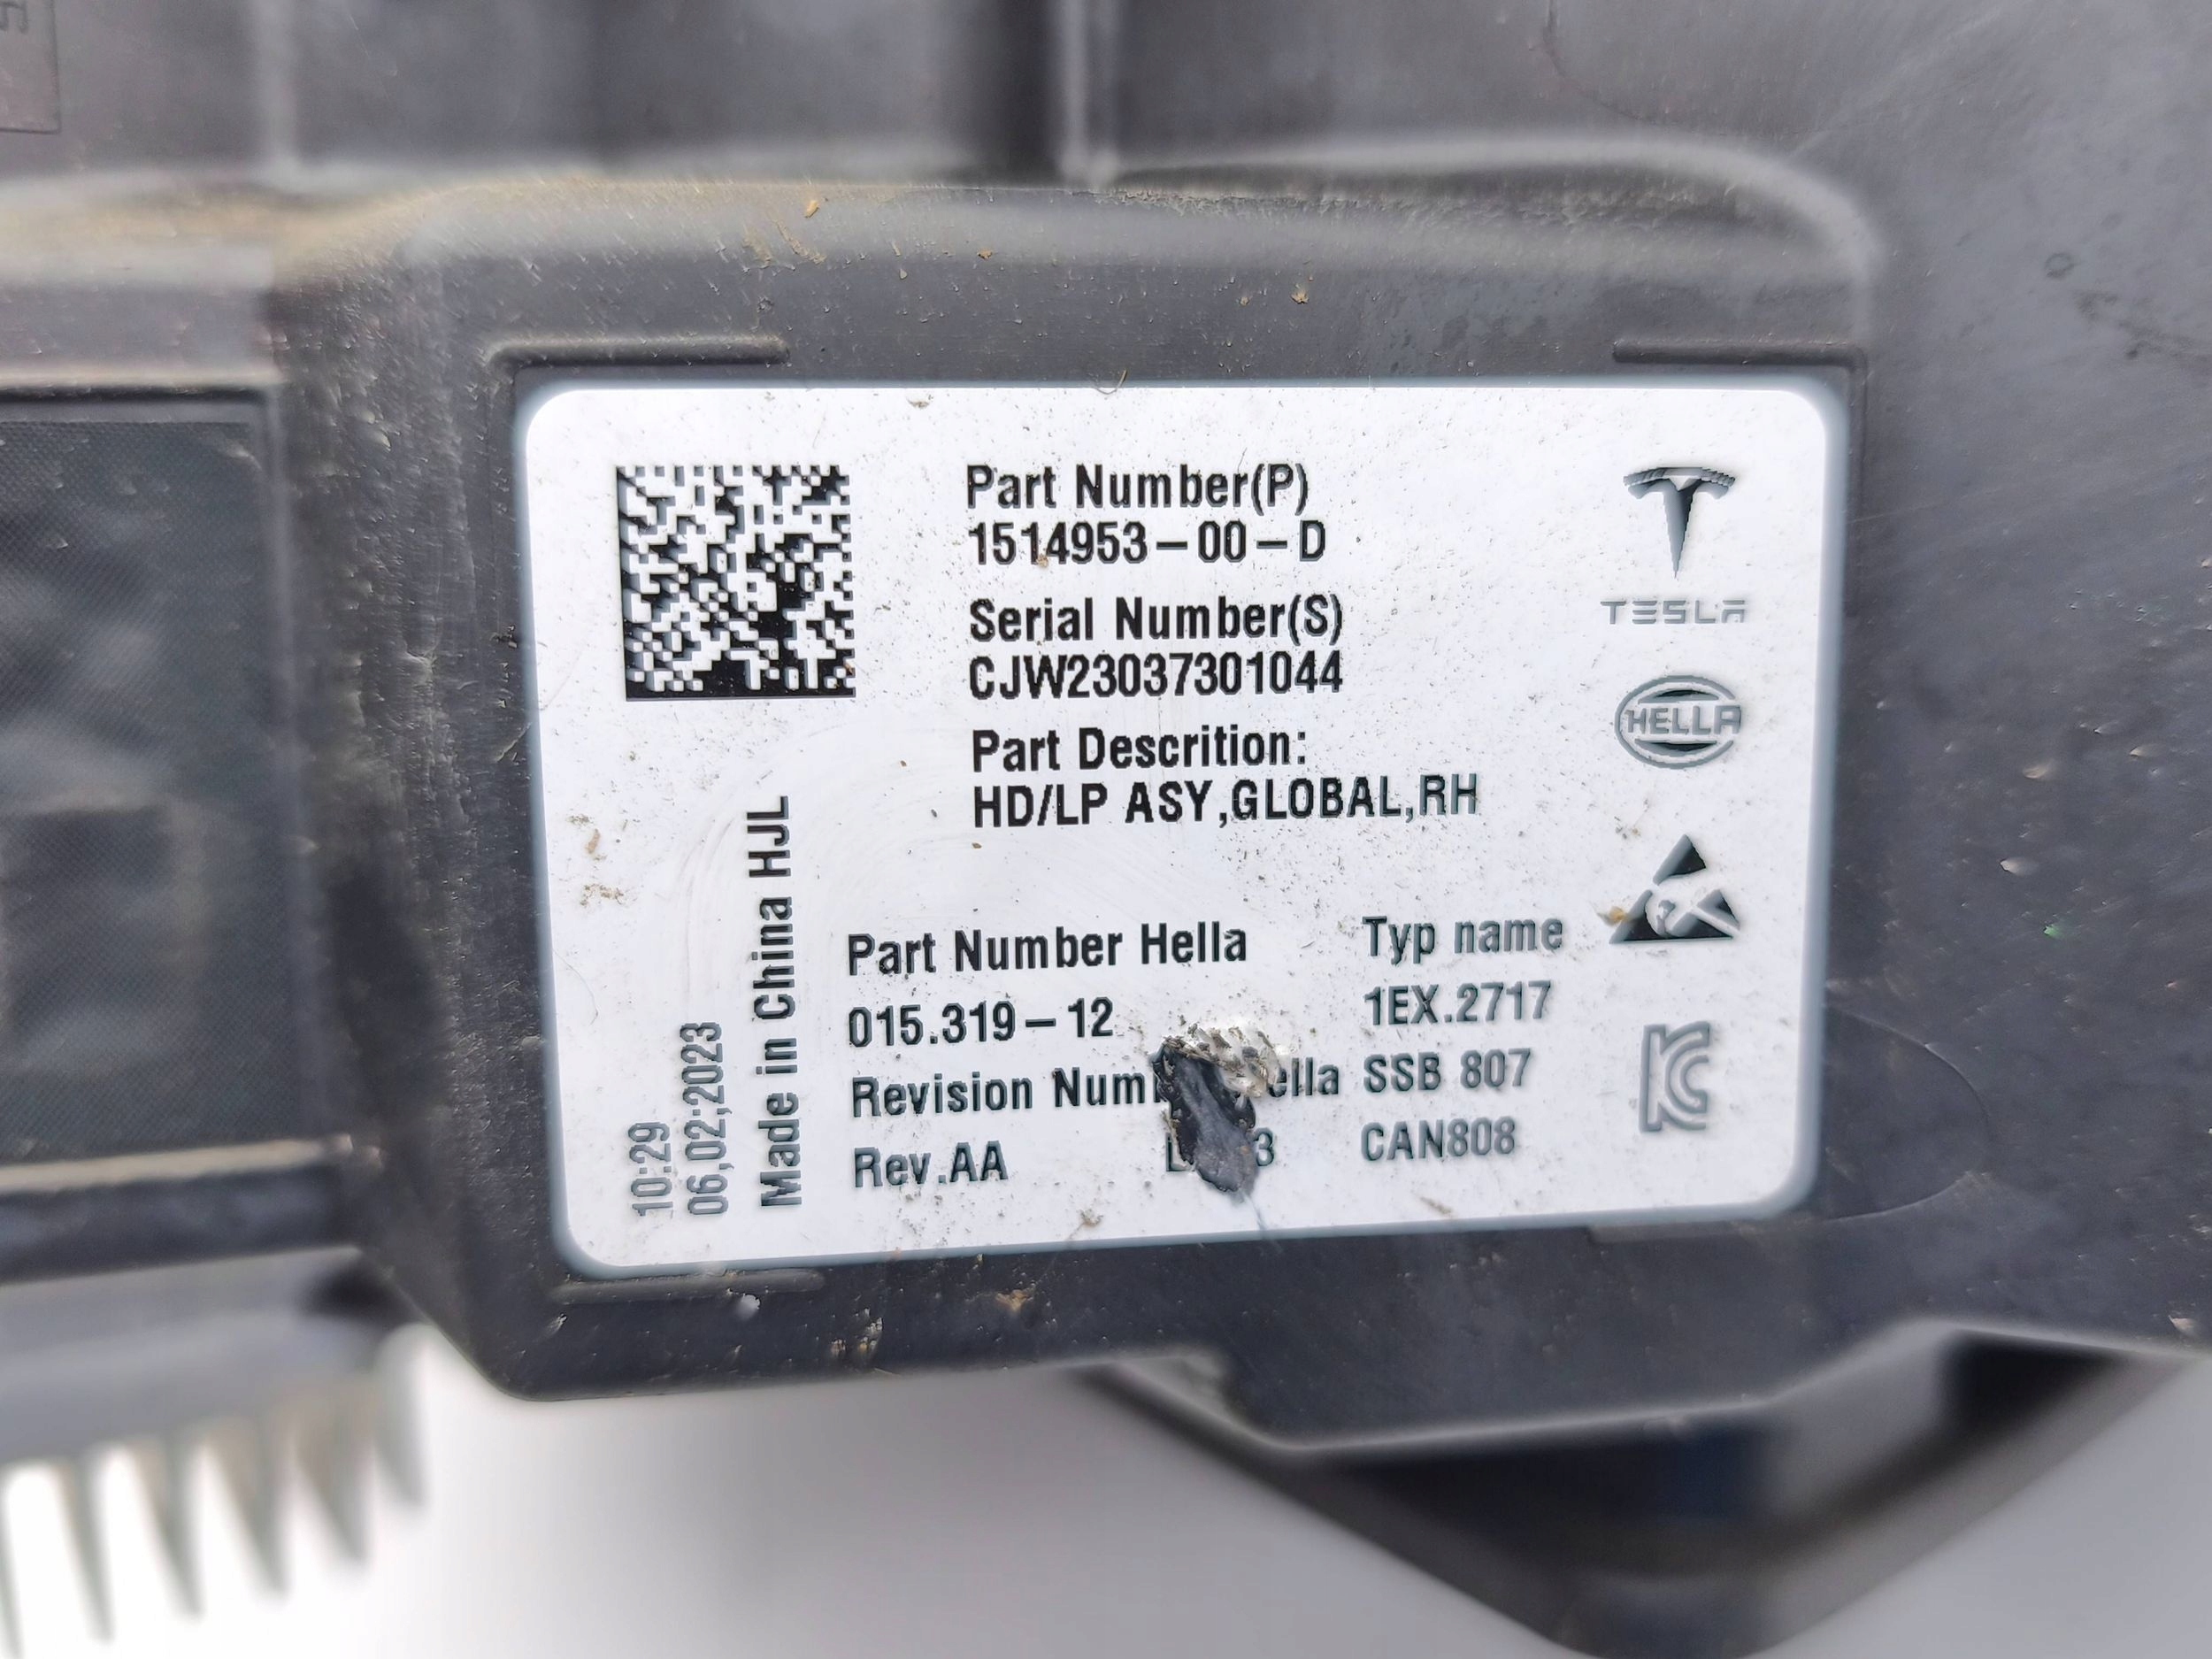 Part Number(P)
1514953-00-D
Serial Number(S)
CJW23037301044
Part Descrition:
HD/LP ASY,GLOBAL,RH
TESLA
HELLA
Part Number Hella
015.319-12
Revision
Rev.AA
Typ name
1EX.2717
SSB 807
CAN808
Made in China HJL
06,02;2023
10:29